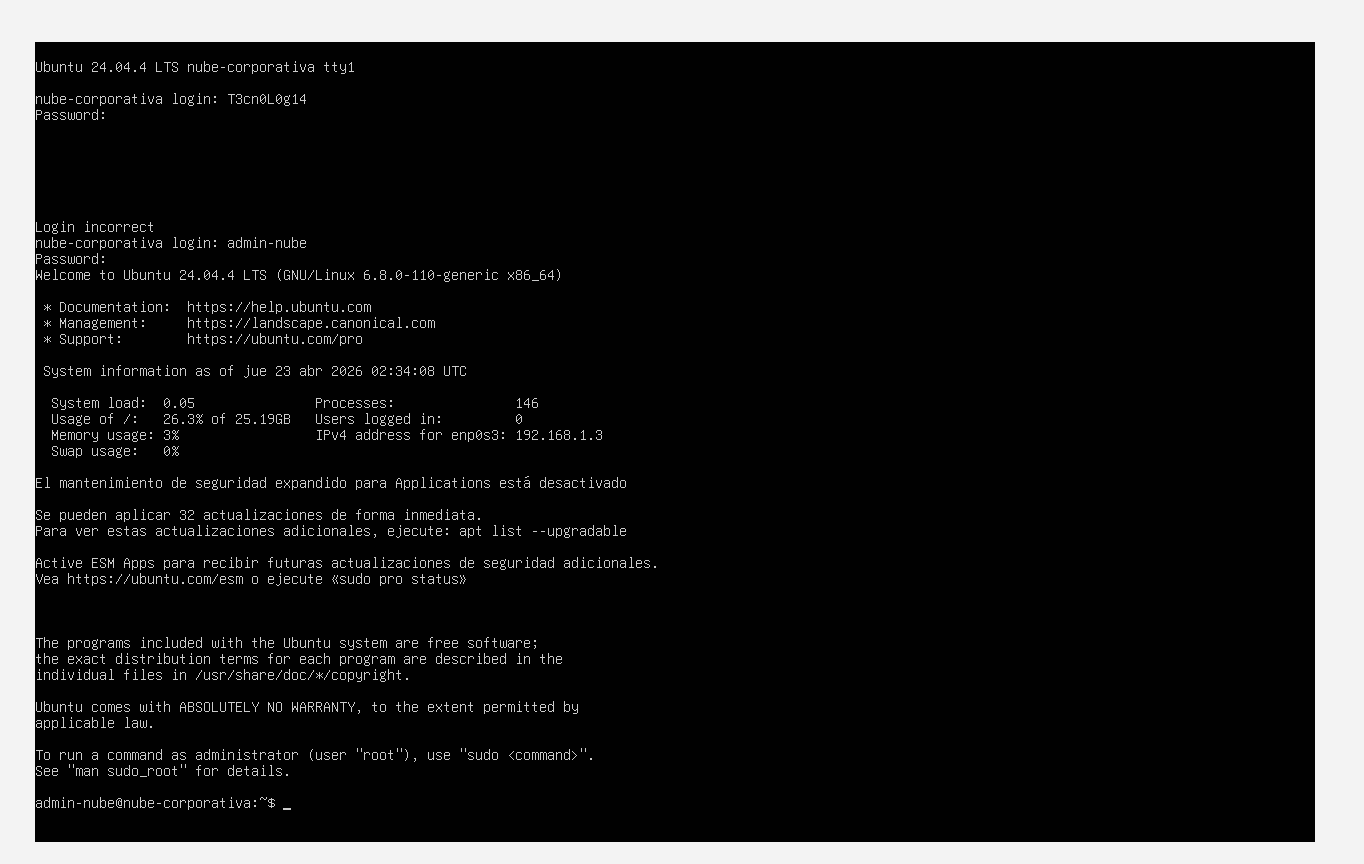 Ubuntu 24.04.4 LTS nube-corporativa tty1
nube-corporativa login: T3cn0L0g14
Password:
Login incorrect
nube-corporativa login: admin-nube
Password:
Welcome to Ubuntu 24.04.4 LTS (GNU/Linux 6.8.0-110-generic x86_64)
* Documentation:  https://help.ubuntu.com
* Management:     https://landscape.canonical.com
* Support:        https://ubuntu.com/pro
System information as of jue 23 abr 2026 02:34:08 UTC
System load:  0.05               Processes:               146
Usage of /:   26.3% of 25.19GB   Users logged in:         0
Memory usage: 3%                 IPv4 address for enp0s3: 192.168.1.3
Swap usage:   0%
El mantenimiento de seguridad expandido para Applications está desactivado
Se pueden aplicar 32 actualizaciones de forma inmediata.
Para ver estas actualizaciones adicionales, ejecute: apt list --upgradable
Active ESM Apps para recibir futuras actualizaciones de seguridad adicionales.
Vea https://ubuntu.com/esm o ejecute «sudo pro status»
The programs included with the Ubuntu system are free software;
the exact distribution terms for each program are described in the
individual files in /usr/share/doc/*/copyright.
Ubuntu comes with ABSOLUTELY NO WARRANTY, to the extent permitted by
applicable law.
To run a command as administrator (user "root"), use "sudo <command>".
See "man sudo_root" for details.
admin-nube@nube-corporativa:~$ _